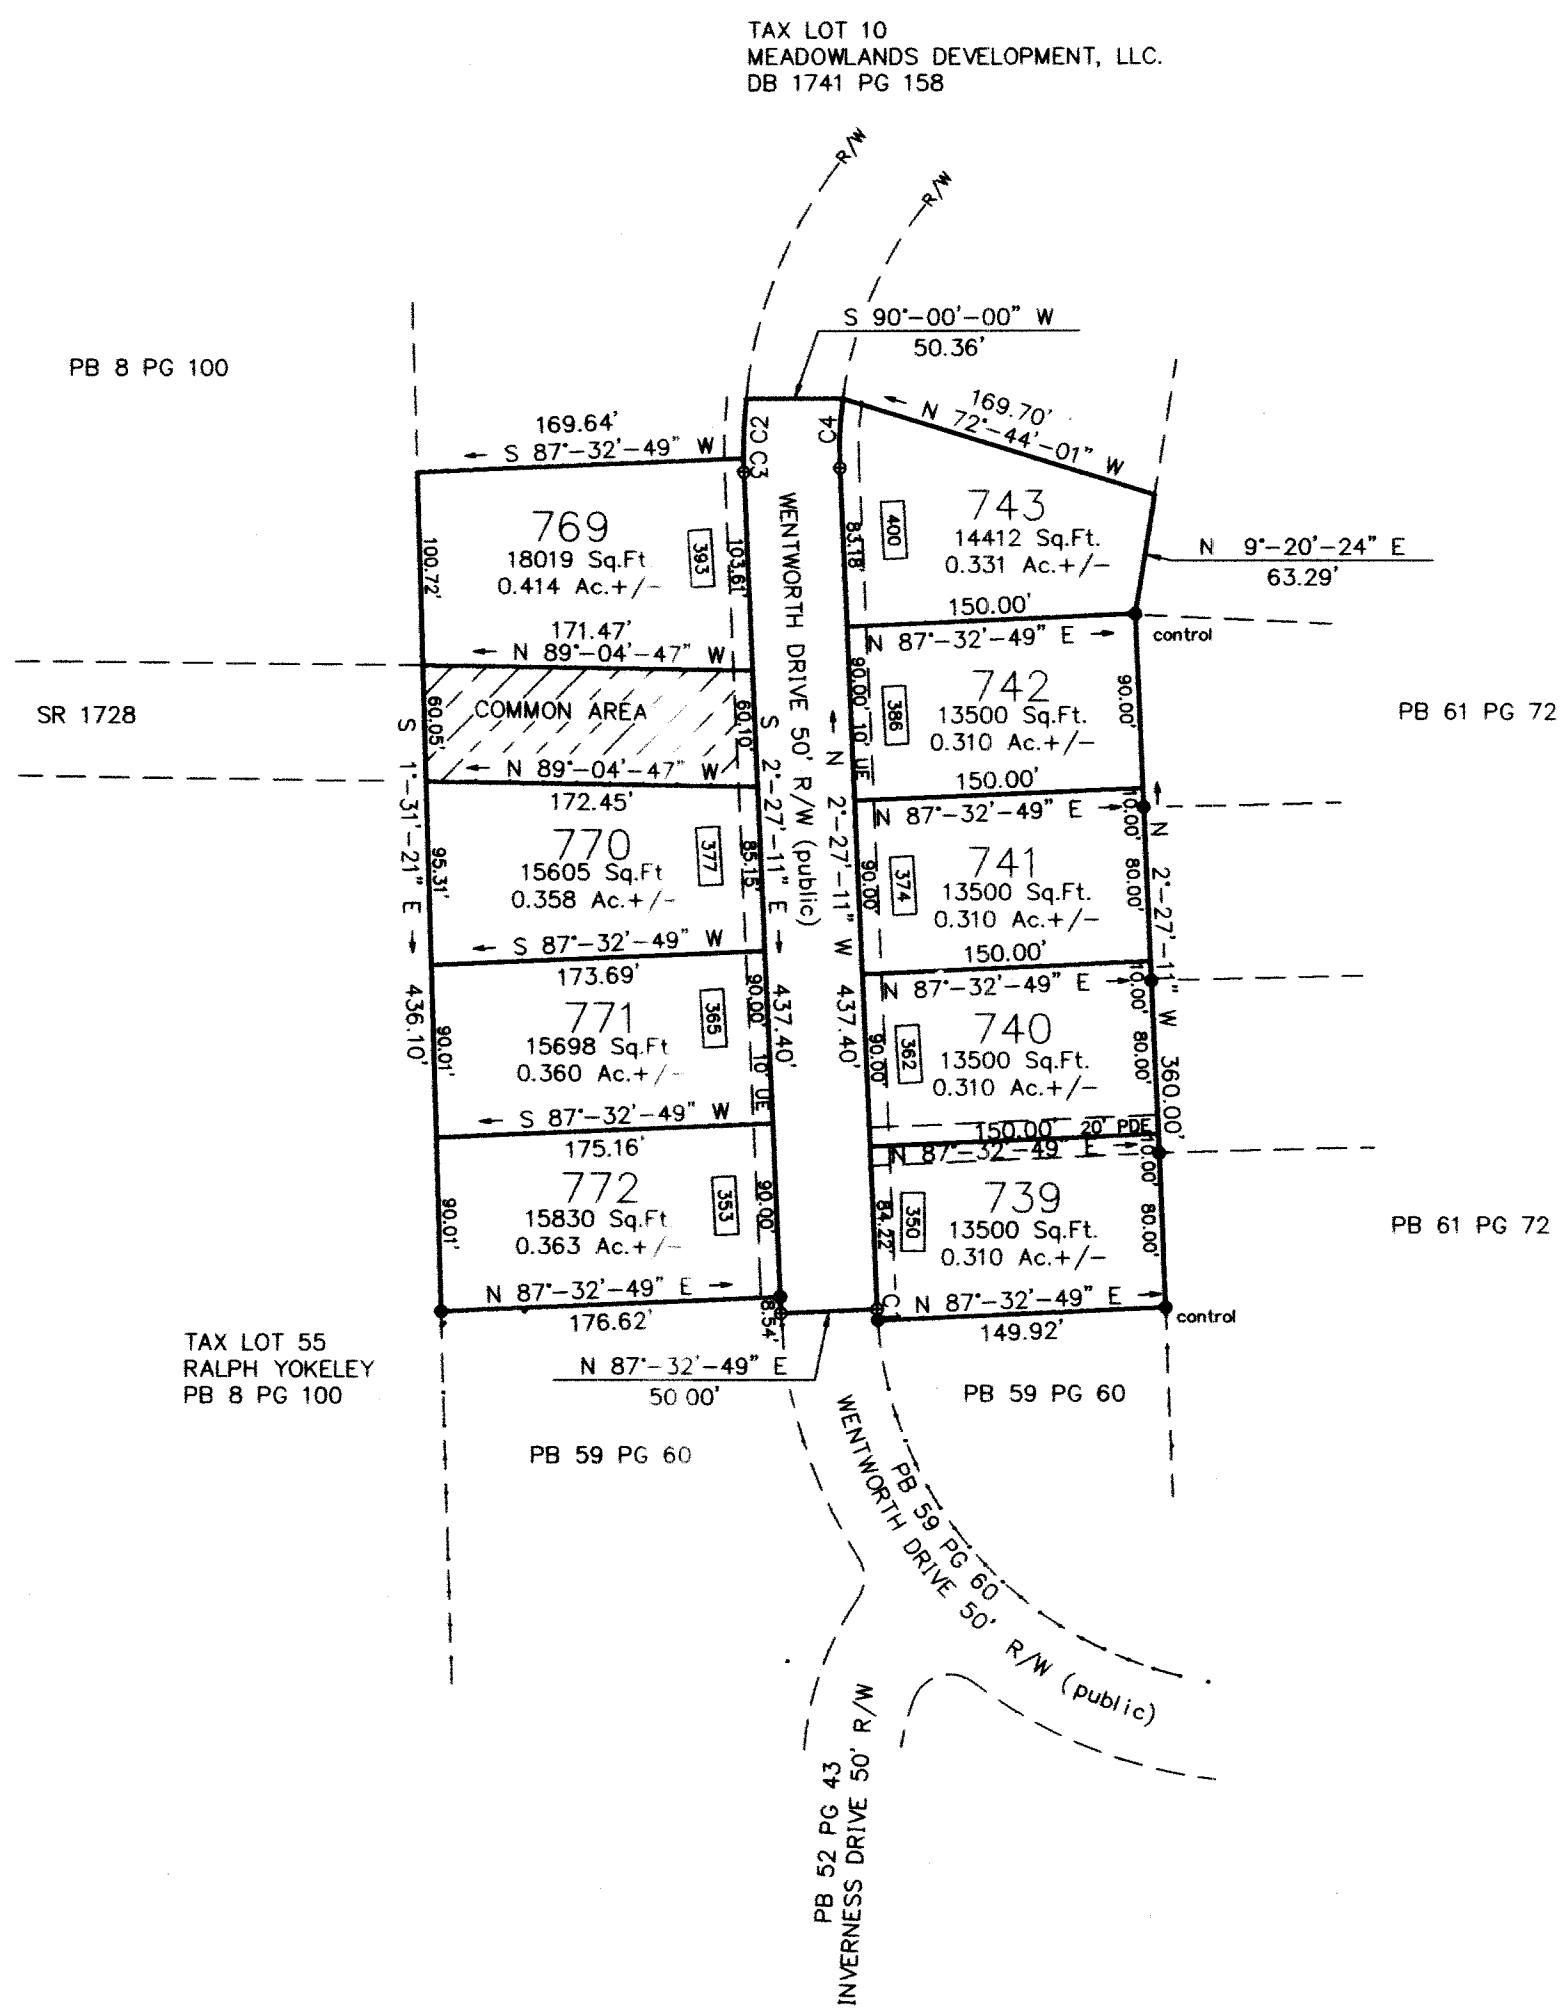 TAX LOT 10
MEADOWLANDS DEVELOPMENT, LLC.
DB 1741 PG 158
R/W
R/W
S 90°-00'-00" W
50.36'
PB 8 PG 100
169.64'
S 87°-32'-49" W
C2
C3
C4
169.70'
N 72°-44'-01" W
769
18019 Sq.Ft
0.414 Ac.+/-
393
100.72'
103.61'
171.47'
N 89°-04'-47" W
743
14412 Sq.Ft.
0.331 Ac.+/-
400
83.18'
N 9°-20'-24" E
63.29'
150.00'
N 87°-32'-49" E
control
SR 1728
COMMON AREA
60.05'
60.10'
N 89°-04'-47" W
172.45'
WENTWORTH DRIVE 50' R/W (public)
742
13500 Sq.Ft.
0.310 Ac.+/-
386
90.00'
10' UE
90.00'
PB 61 PG 72
150.00'
N 87°-32'-49" E
10.00'
770
15605 Sq.Ft
0.358 Ac.+/-
377
95.31'
85.15'
S 87°-32'-49" W
173.69'
741
13500 Sq.Ft.
0.310 Ac.+/-
374
90.00'
80.00'
150.00'
N 87°-32'-49" E
10.00'
S 1°-31'-21" E 436.10'
S 2°-27'-11" E 437.40'
N 2°-27'-11" W 437.40'
N 2°-27'-11" W 360.00'
771
15698 Sq.Ft
0.360 Ac.+/-
365
90.01'
90.00'
10' UE
S 87°-32'-49" W
175.16'
740
13500 Sq.Ft.
0.310 Ac.+/-
362
90.00'
80.00'
150.00'
20' PDE
N 87°-32'-49" E
10.00'
772
15830 Sq.Ft
0.363 Ac.+/-
353
90.01'
90.00'
N 87°-32'-49" E
176.62'
8.54'
739
13500 Sq.Ft.
0.310 Ac.+/-
350
84.22'
80.00'
PB 61 PG 72
C1
N 87°-32'-49" E
149.92'
control
TAX LOT 55
RALPH YOKELEY
PB 8 PG 100
N 87°-32'-49" E
50 00'
PB 59 PG 60
PB 59 PG 60
PB 59 PG 60
WENTWORTH DRIVE 50' R/W (public)
PB 52 PG 43
INVERNESS DRIVE 50' R/W